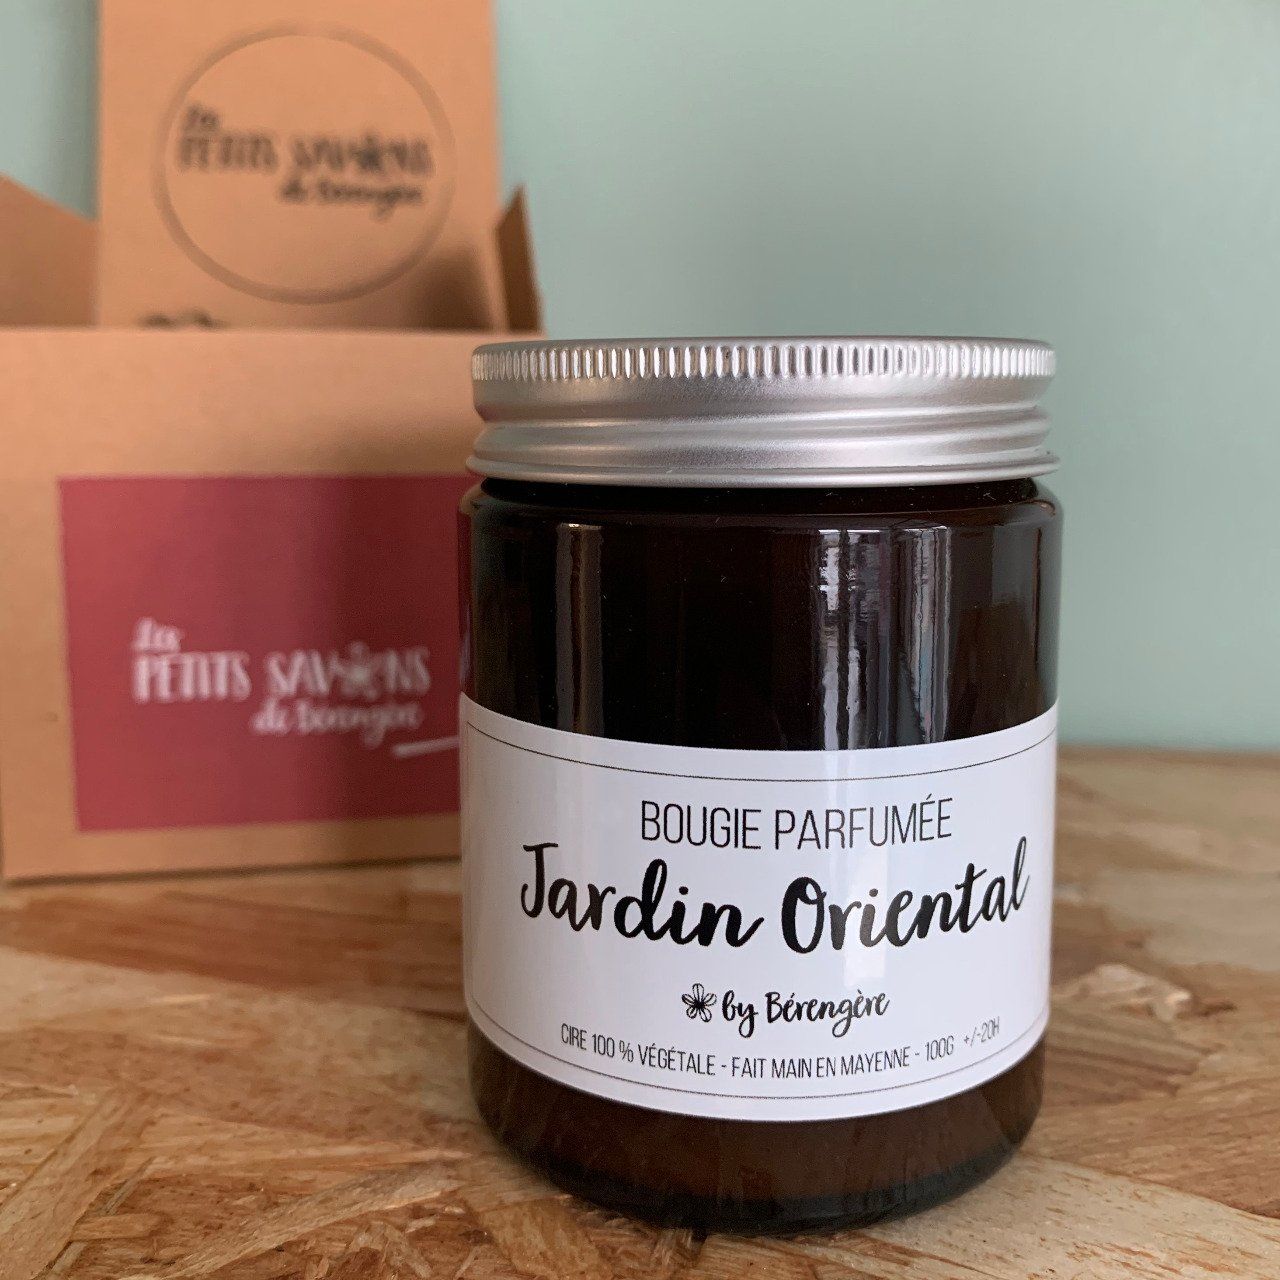 Les
PETITS SAVONS
de Bérengère
Les
PETITS SAVONS
de Bérengère
BOUGIE PARFUMÉE
Jardin Oriental
by Bérengère
CIRE 100 % VÉGÉTALE - FAIT MAIN EN MAYENNE - 100G +/-20H